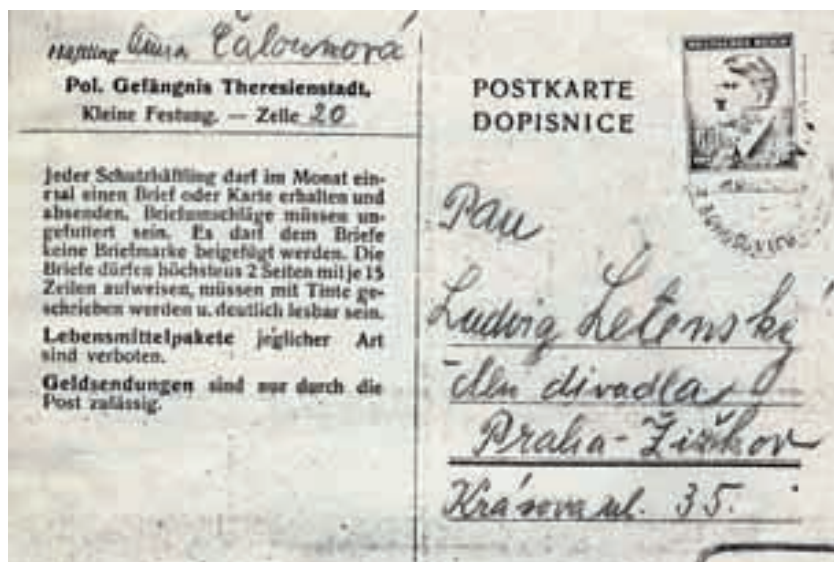 Häftling Anna Čalounová
Pol. Gefängnis Theresienstadt,
Kleine Festung. — Zelle 20
Jeder Schutzhäftling darf im Monat ein-
mal einen Brief oder Karte erhalten und
absenden. Briefumschläge müssen un-
gefüttert sein. Es darf dem Briefe
keine Briefmarke beigefügt werden. Die
Briefe dürfen höchstens 2 Seiten mit je 15
Zeilen aufweisen, müssen mit Tinte ge-
schrieben werden u. deutlich lesbar sein.
Lebensmittelpakete jeglicher Art
sind verboten.
Geldsendungen sind nur durch die
Post zulässig.
POSTKARTE
DOPISNICE
Pan
Ludvig Letenský
člen divadla
Praha-Žižkov
Krásova ul. 35.